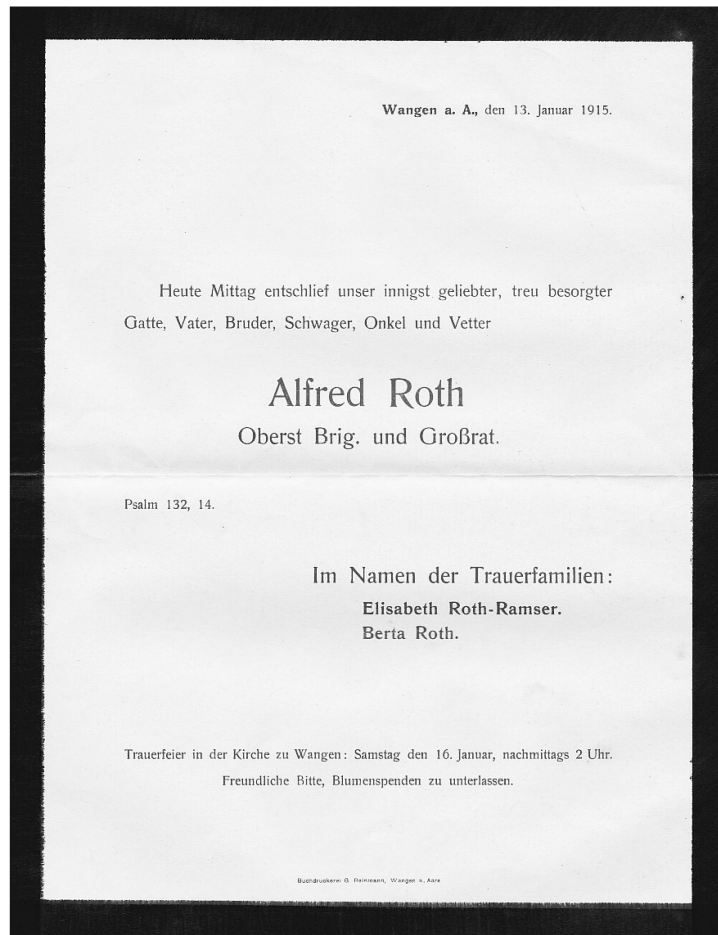 Wangen a. A., den 13. Januar 1915.
Heute Mittag entschlief unser innigst geliebter, treu besorgter
Gatte, Vater, Bruder, Schwager, Onkel und Vetter
Alfred Roth
Oberst Brig. und Großrat.
Psalm 132, 14.
Im Namen der Trauerfamilien:
Elisabeth Roth-Ramser.
Berta Roth.
Trauerfeier in der Kirche zu Wangen: Samstag den 16. Januar, nachmittags 2 Uhr.
Freundliche Bitte, Blumenspenden zu unterlassen.
Buchdruckerei G. Reinmann, Wangen a. Aare